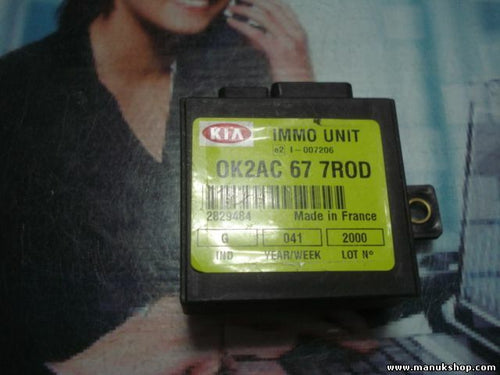 KIA IMMO UNIT
e2 I-007206
OK2AC 67 7ROD
2829484 Made in France
G 041 2000
IND YEAR/WEEK LOT N°
www.manukshop.com